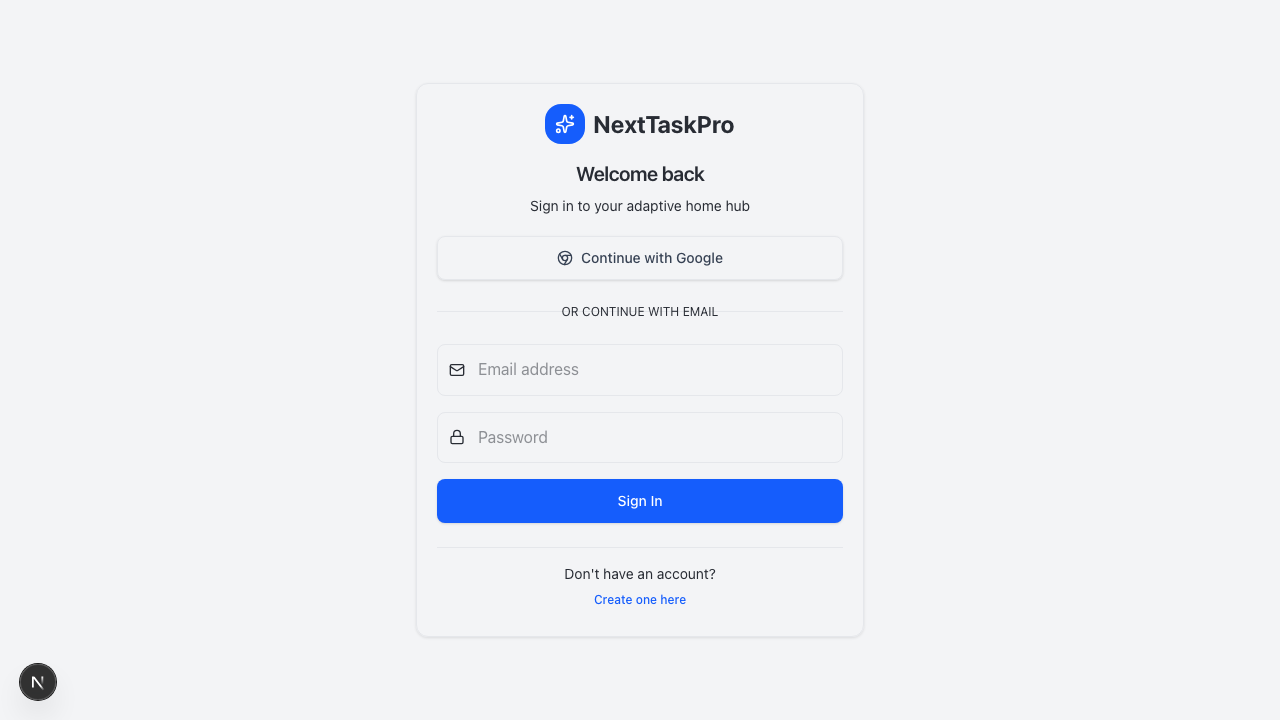 NextTaskPro
Welcome back
Sign in to your adaptive home hub
Continue with Google
OR CONTINUE WITH EMAIL
Email address
Password
Sign In
Don't have an account?
Create one here
N